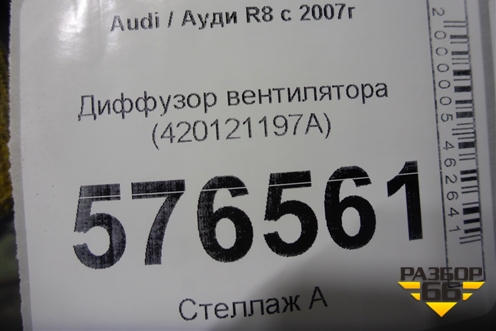 Audi / Ауди R8 с 2007г
Диффузор вентилятора
(420121197A)
576561
Стеллаж А
2000005462641
РАЗБОР
66